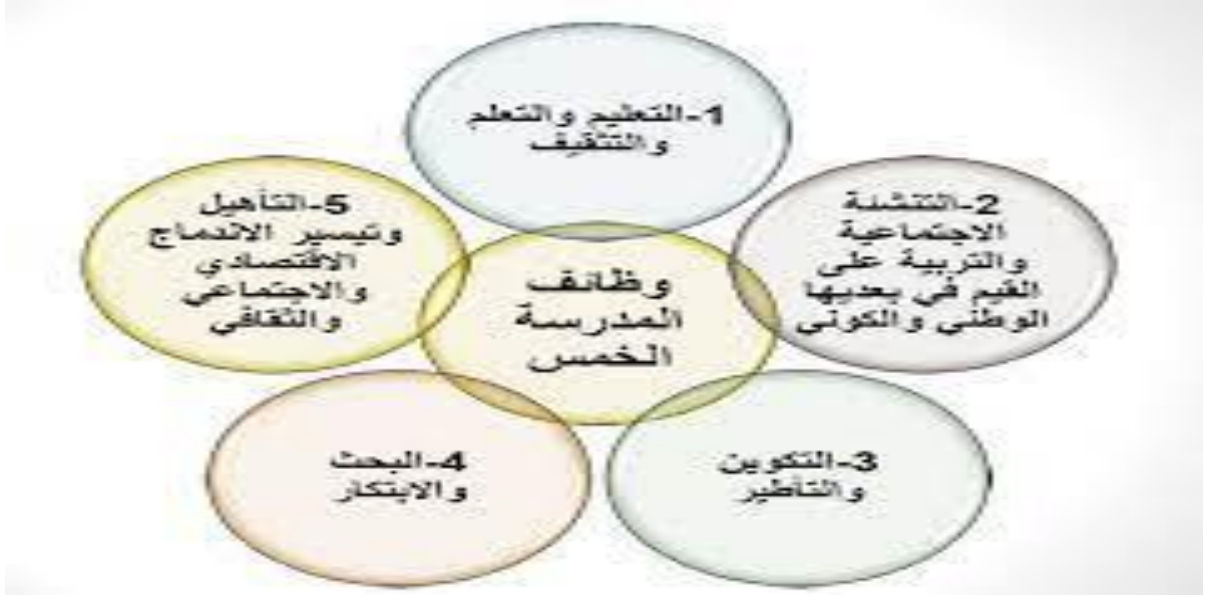 وظائف
المدرسة
الخمس
1-التعليم والتعلم
والتثقيف
2-التنشئة
الاجتماعية
والتربية على
القيم في بعديها
الوطني والكوني
3-التكوين
والتأطير
4-البحث
والابتكار
5-التأهيل
وتيسير الاندماج
الاقتصادي
والاجتماعي
والثقافي